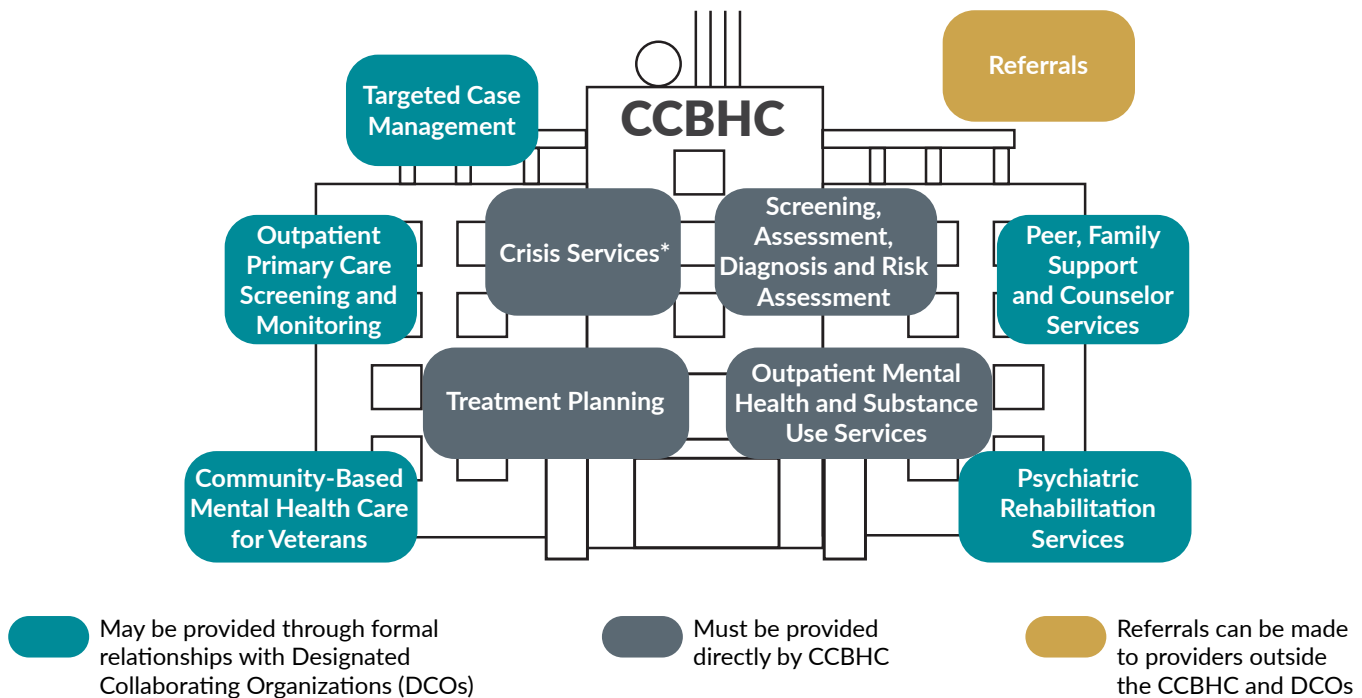 CCBHC
Referrals
Targeted Case
Management
Crisis Services*
Screening,
Assessment,
Diagnosis and Risk
Assessment
Outpatient
Primary Care
Screening and
Monitoring
Peer, Family
Support
and Counselor
Services
Treatment Planning
Outpatient Mental
Health and Substance
Use Services
Community-Based
Mental Health Care
for Veterans
Psychiatric
Rehabilitation
Services
May be provided through formal
relationships with Designated
Collaborating Organizations (DCOs)
Must be provided
directly by CCBHC
Referrals can be made
to providers outside
the CCBHC and DCOs